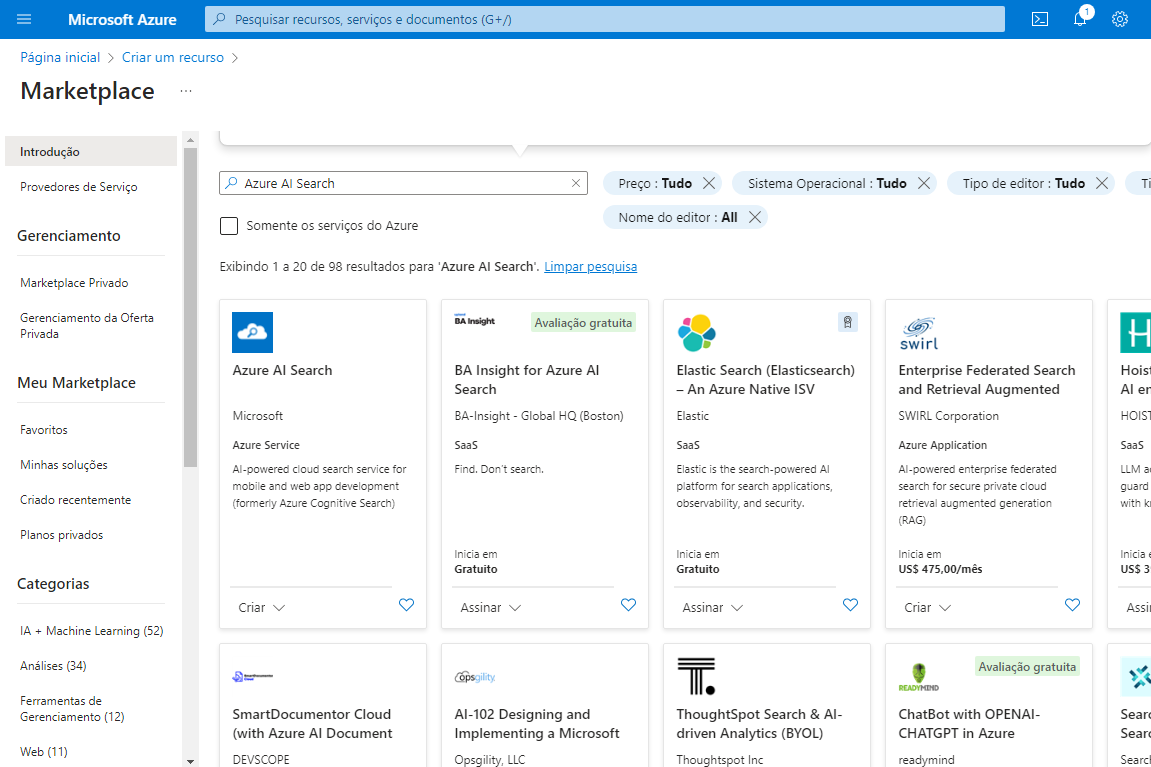 Microsoft Azure
Pesquisar recursos, serviços e documentos (G+/)
1
Página inicial > Criar um recurso >
Marketplace ...
Introdução
Provedores de Serviço
Gerenciamento
Marketplace Privado
Gerenciamento da Oferta
Privada
Meu Marketplace
Favoritos
Minhas soluções
Criado recentemente
Planos privados
Categorias
IA + Machine Learning (52)
Análises (34)
Ferramentas de
Gerenciamento (12)
Web (11)
Azure AI Search
Preço : Tudo
Sistema Operacional : Tudo
Tipo de editor : Tudo
Ti
Nome do editor : All
Somente os serviços do Azure
Exibindo 1 a 20 de 98 resultados para 'Azure AI Search'. Limpar pesquisa
Azure AI Search
Microsoft
Azure Service
AI-powered cloud search service for
mobile and web app development
(formerly Azure Cognitive Search)
Criar
BA Insight
Avaliação gratuita
BA Insight for Azure AI
Search
BA-Insight - Global HQ (Boston)
SaaS
Find. Don't search.
Inicia em
Gratuito
Assinar
Elastic Search (Elasticsearch)
– An Azure Native ISV
Elastic
SaaS
Elastic is the search-powered AI
platform for search applications,
observability, and security.
Inicia em
Gratuito
Assinar
swirl
Enterprise Federated Search
and Retrieval Augmented
SWIRL Corporation
Azure Application
AI-powered enterprise federated
search for secure private cloud
retrieval augmented generation
(RAG)
Inicia em
US$ 475,00/mês
Criar
H
Hoist
AI en
HOIST
SaaS
LLM ac
guard
with kn
Inicia e
US$ 3
Assi
SmartDocumentor Cloud
(with Azure AI Document
DEVSCOPE
opsgility.
AI-102 Designing and
Implementing a Microsoft
Opsgility, LLC
T.
ThoughtSpot Search & AI-
driven Analytics (BYOL)
Thoughtspot Inc
READYMIND
Avaliação gratuita
ChatBot with OPENAI-
CHATGPT in Azure
readymind
Searc
Searc
Search